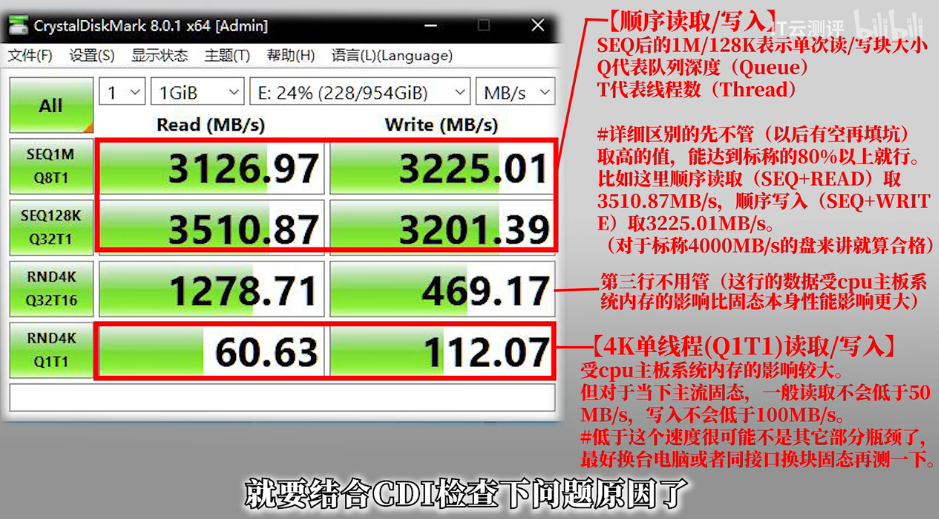 CrystalDiskMark 8.0.1 x64 [Admin]
文件(F) 设置(S) 显示状态 主题(T) 帮助(H) 语言(L)(Language)
All
1 1GiB E: 24% (228/954GiB) MB/s
Read (MB/s) Write (MB/s)
SEQ1M
Q8T1
3126.97 3225.01
SEQ128K
Q32T1
3510.87 3201.39
RND4K
Q32T16
1278.71 469.17
RND4K
Q1T1
60.63 112.07
【顺序读取/写入】
IT云测评 bilibili
SEQ后的1M/128K表示单次读/写块大小
Q代表队列深度（Queue）
T代表线程数（Thread）
#详细区别的先不管（以后有空再填坑）
取高的值，能达到标称的80%以上就行。
比如这里顺序读取（SEQ+READ）取
3510.87MB/s，顺序写入（SEQ+WRIT
E）取3225.01MB/s。
（对于标称4000MB/s的盘来讲就算合格）
第三行不用管（这行的数据受cpu主板系
统内存的影响比固态本身性能影响更大）
【4K单线程(Q1T1)读取/写入】
受cpu主板系统内存的影响较大。
但对于当下主流固态，一般读取不会低于50
MB/s，写入不会低于100MB/s。
#低于这个速度很可能不是其它部分瓶颈了，
最好换台电脑或者同接口换块固态再测一下。
就要结合CDI检查下问题原因了